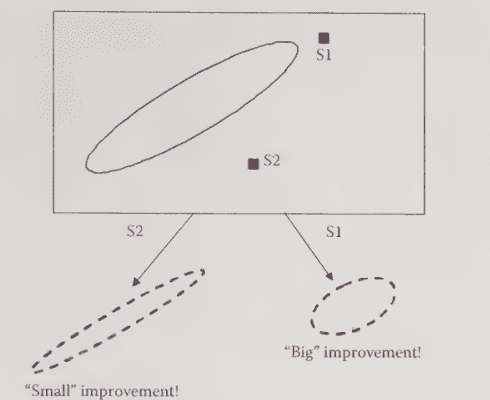 S1
S2
S2
S1
“Big” improvement!
“Small” improvement!